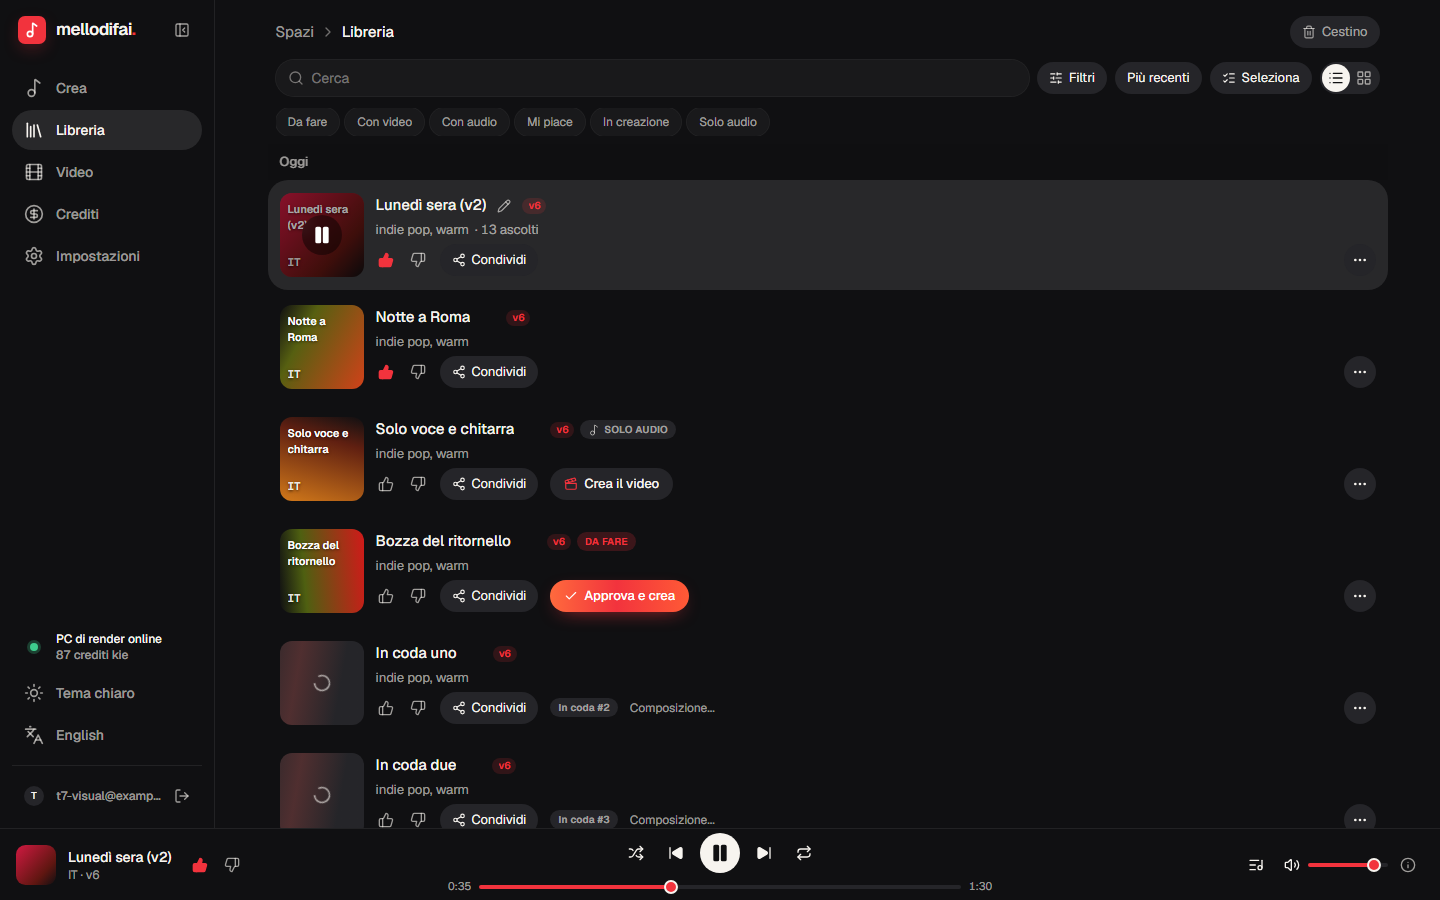 mellodifai.
Crea
Libreria
Video
Crediti
Impostazioni
PC di render online
87 crediti kie
Tema chiaro
English
T t7-visual@examp...
Spazi > Libreria
Cestino
Cerca
Filtri
Più recenti
Seleziona
Da fare
Con video
Con audio
Mi piace
In creazione
Solo audio
Oggi
Lunedì sera
(v2)
IT
Lunedì sera (v2) v6
indie pop, warm · 13 ascolti
Condividi
Notte a
Roma
IT
Notte a Roma v6
indie pop, warm
Condividi
Solo voce e
chitarra
IT
Solo voce e chitarra v6 SOLO AUDIO
indie pop, warm
Condividi Crea il video
Bozza del
ritornello
IT
Bozza del ritornello v6 DA FARE
indie pop, warm
Condividi Approva e crea
In coda uno v6
indie pop, warm
Condividi In coda #2 Composizione...
In coda due v6
indie pop, warm
Condividi In coda #3 Composizione...
Lunedì sera (v2)
IT · v6
0:35
1:30